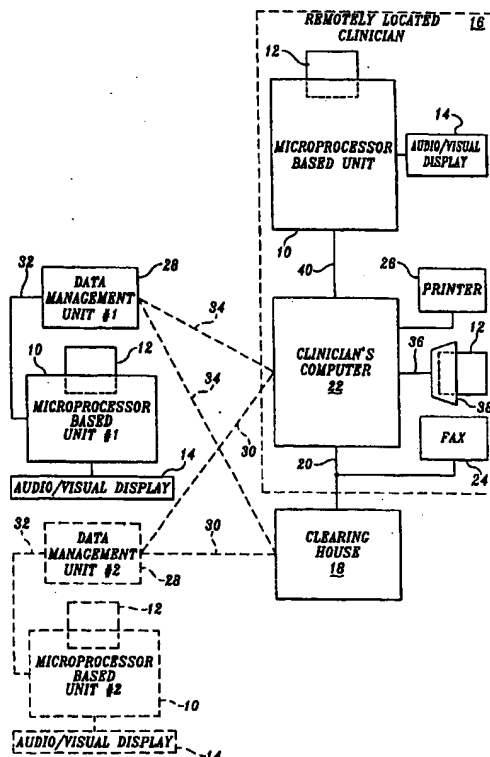 REMOTELY LOCATED
CLINICIAN
16
12
14
MICROPROCESSOR
BASED UNIT
AUDIO/VISUAL
DISPLAY
10
40
26
PRINTER
32
28
DATA
MANAGEMENT
UNIT #1
34
34
10
12
MICROPROCESSOR
BASED
UNIT #1
14
AUDIO/VISUAL DISPLAY
CLINICIAN'S
COMPUTER
22
36
12
38
FAX
24
20
30
32
DATA
MANAGEMENT
UNIT #2
30
28
CLEARING
HOUSE
18
12
MICROPROCESSOR
BASED
UNIT #2
10
AUDIO/VISUAL DISPLAY
14